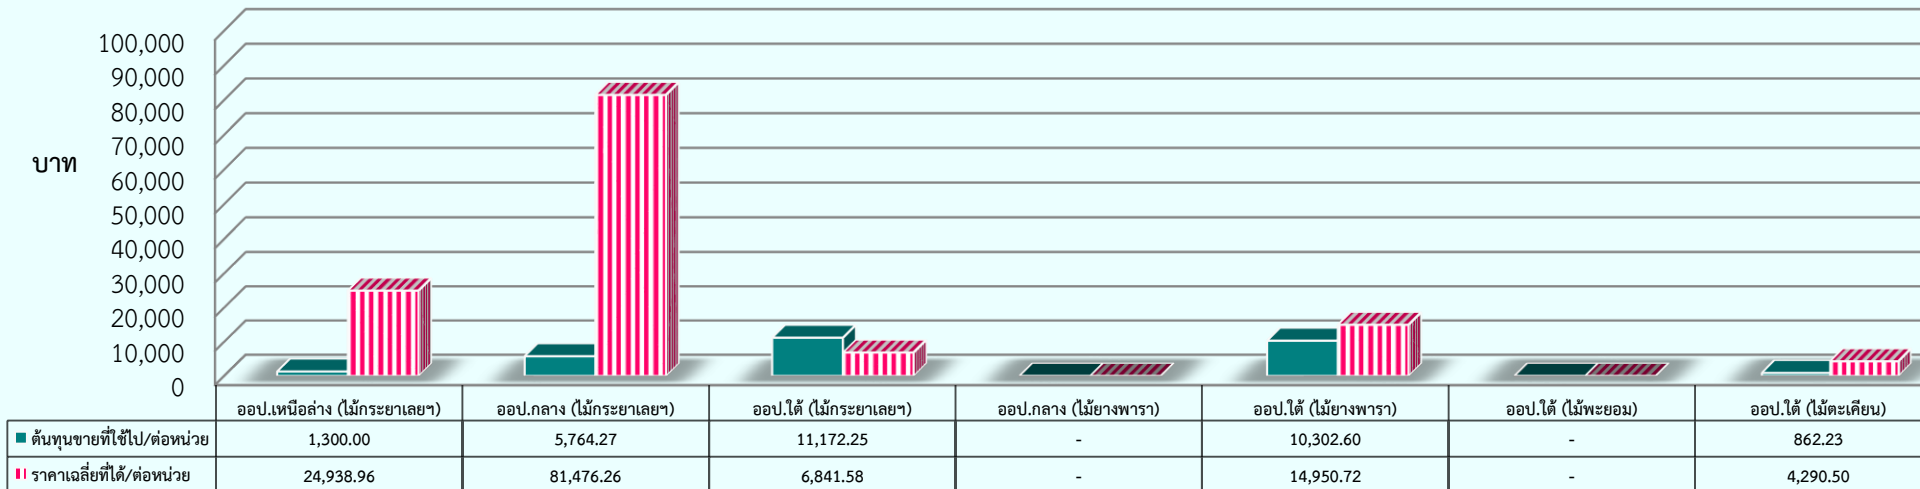 100,000
90,000
80,000
70,000
60,000
50,000
40,000
30,000
20,000
10,000
0
บาท
ออป.เหนือล่าง (ไม้กระยาเลยฯ) ออป.กลาง (ไม้กระยาเลยฯ) ออป.ใต้ (ไม้กระยาเลยฯ) ออป.กลาง (ไม้ยางพารา) ออป.ใต้ (ไม้ยางพารา) ออป.ใต้ (ไม้พะยอม) ออป.ใต้ (ไม้ตะเคียน)
ต้นทุนขายที่ใช้ไป/ต่อหน่วย 1,300.00 5,764.27 11,172.25 - 10,302.60 - 862.23
ราคาเฉลี่ยที่ได้/ต่อหน่วย 24,938.96 81,476.26 6,841.58 - 14,950.72 - 4,290.50